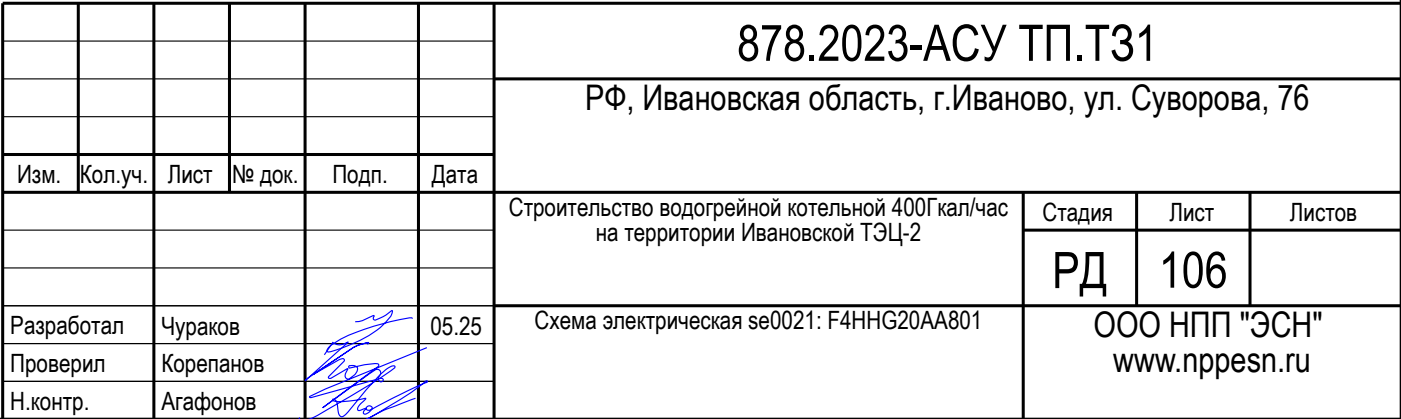 878.2023-АСУ ТП.ТЗ1
РФ, Ивановская область, г.Иваново, ул. Суворова, 76
Изм. Кол.уч. Лист № док. Подп. Дата
Строительство водогрейной котельной 400Гкал/час
на территории Ивановской ТЭЦ-2
Стадия Лист Листов
РД 106
Разработал Чураков 05.25
Проверил Корепанов
Н.контр. Агафонов
Схема электрическая se0021: F4HHG20AA801
ООО НПП "ЭСН"
www.nppesn.ru